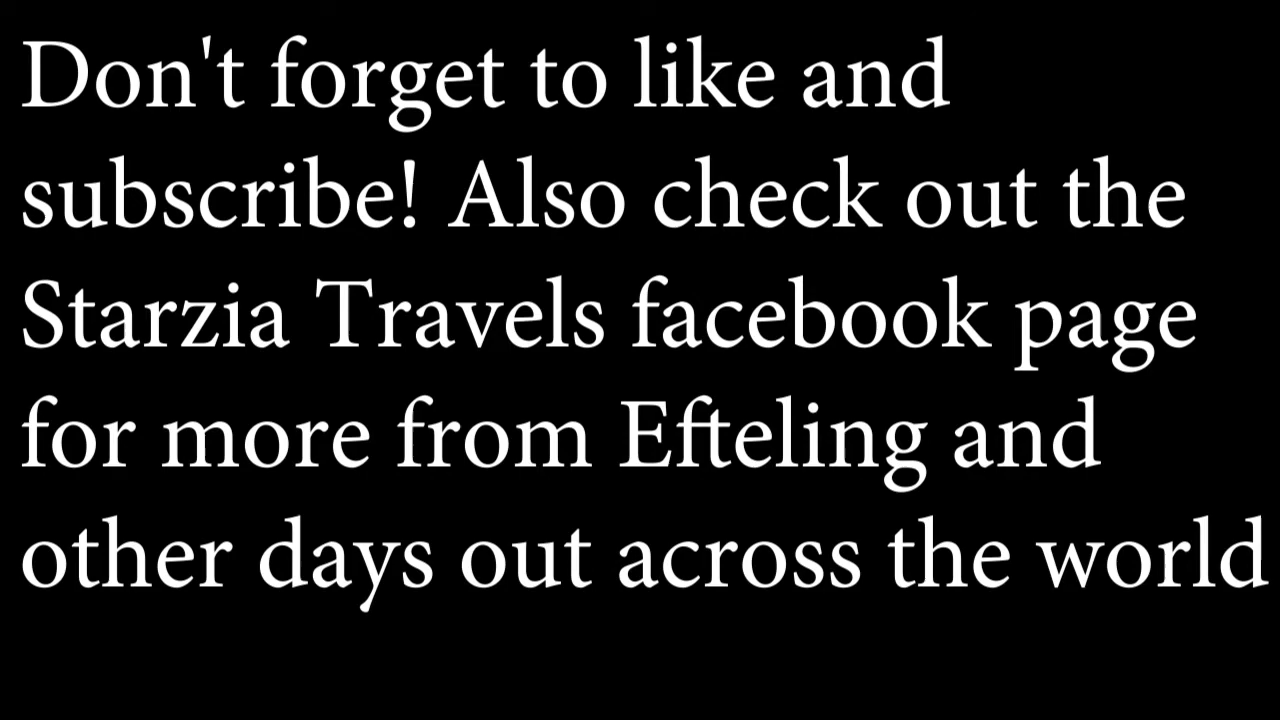 Don't forget to like and
subscribe! Also check out the
Starzia Travels facebook page
for more from Efteling and
other days out across the world